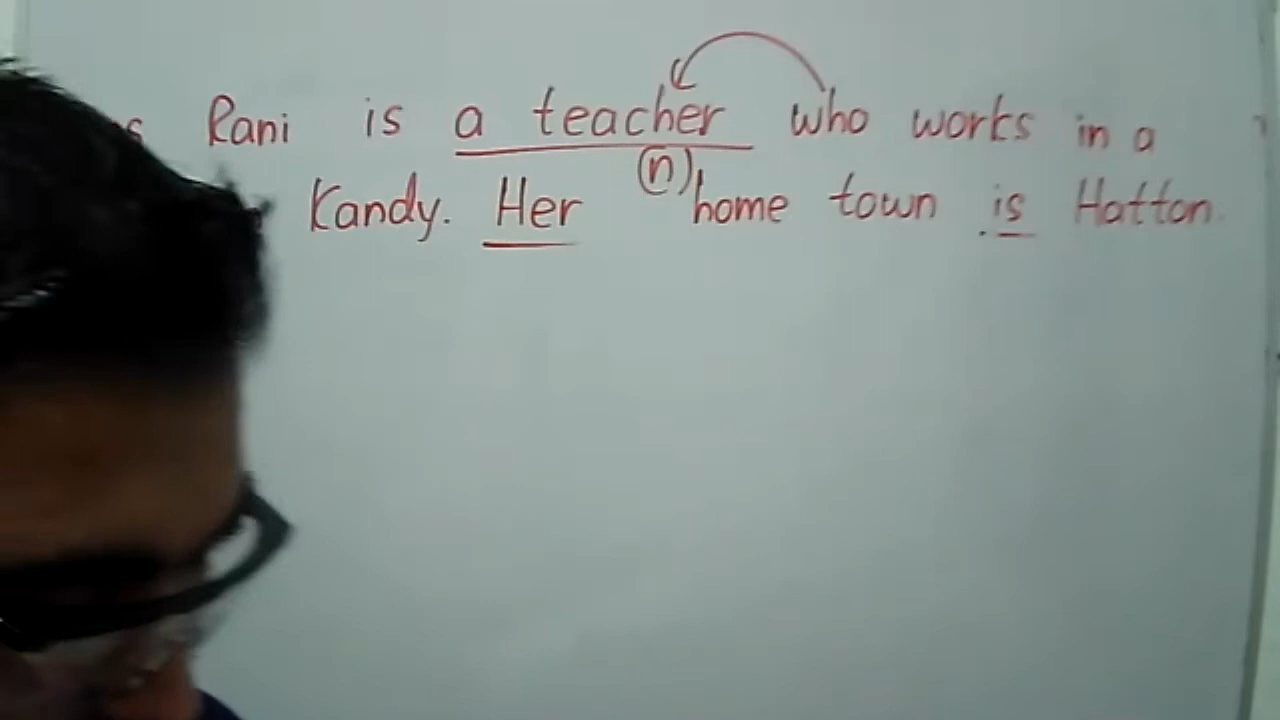 Rani is a teacher who works in a
(n)
Kandy. Her home town is Hatton.